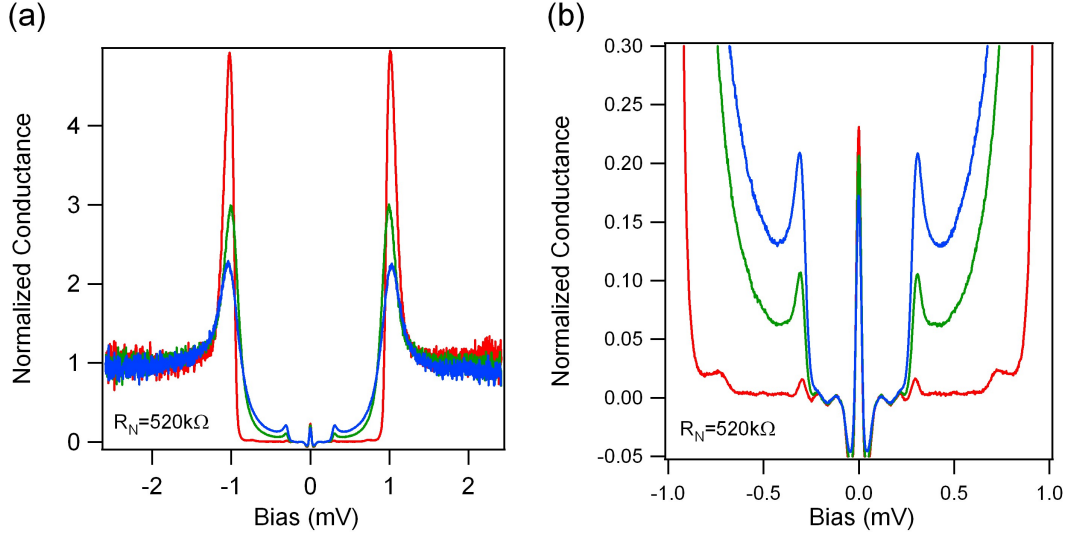 (a)
Normalized Conductance
4
3
2
1
0
R_N=520kΩ
-2
-1
0
1
2
Bias (mV)
(b)
Normalized Conductance
0.30
0.25
0.20
0.15
0.10
0.05
0.00
-0.05
R_N=520kΩ
-1.0
-0.5
0.0
0.5
1.0
Bias (mV)